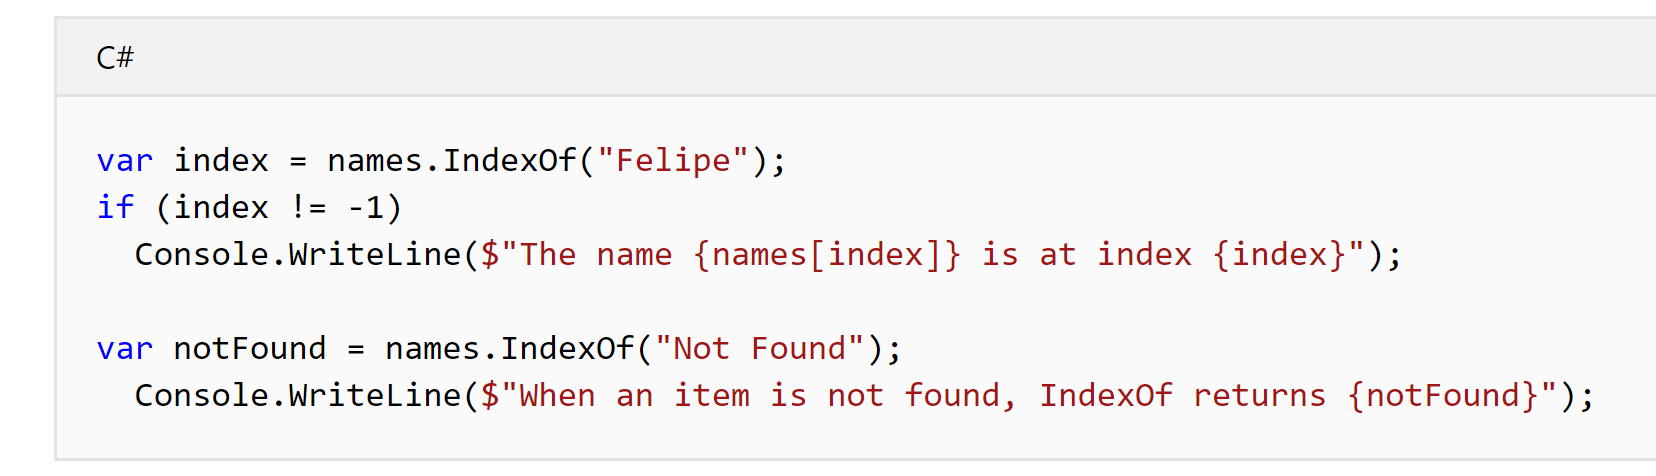 C#
var index = names.IndexOf("Felipe");
if (index != -1)
  Console.WriteLine($"The name {names[index]} is at index {index}");
var notFound = names.IndexOf("Not Found");
  Console.WriteLine($"When an item is not found, IndexOf returns {notFound}");